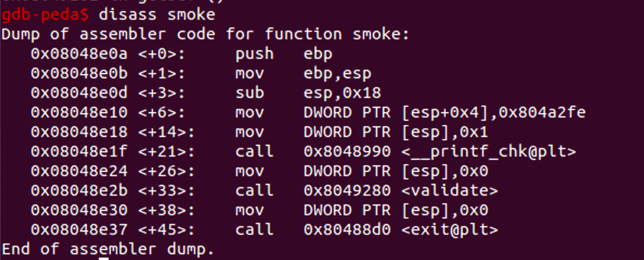 gdb-peda$ disass smoke
Dump of assembler code for function smoke:
0x08048e0a <+0>: push ebp
0x08048e0b <+1>: mov ebp,esp
0x08048e0d <+3>: sub esp,0x18
0x08048e10 <+6>: mov DWORD PTR [esp+0x4],0x804a2fe
0x08048e18 <+14>: mov DWORD PTR [esp],0x1
0x08048e1f <+21>: call 0x8048990 <__printf_chk@plt>
0x08048e24 <+26>: mov DWORD PTR [esp],0x0
0x08048e2b <+33>: call 0x8049280 <validate>
0x08048e30 <+38>: mov DWORD PTR [esp],0x0
0x08048e37 <+45>: call 0x80488d0 <exit@plt>
End of assembler dump.